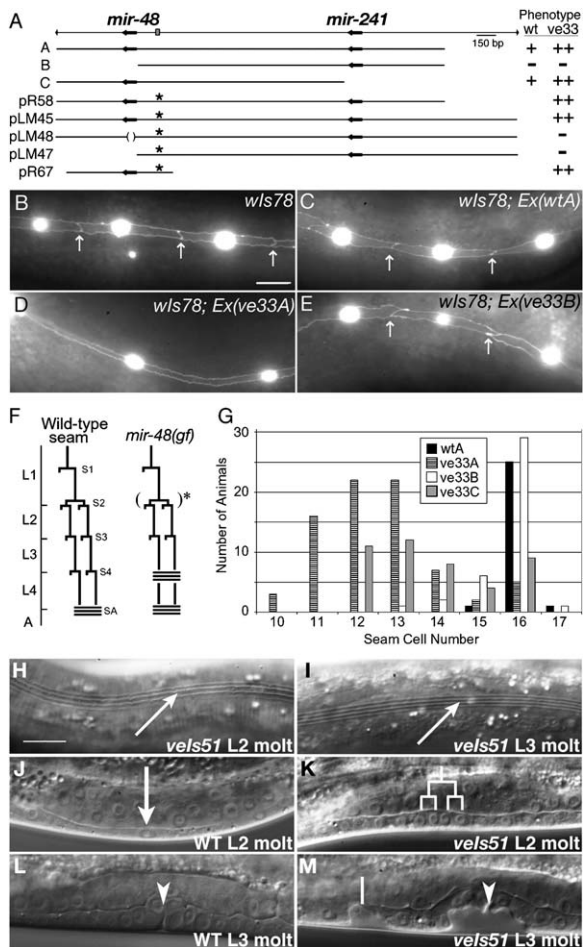 A
mir-48
mir-241
Phenotype
wt ve33
150 bp
A + ++
B - -
C + ++
pR58 * ++
pLM45 * ++
pLM48 ( ) * -
pLM47 * -
pR67 * ++
B wIs78
C wIs78; Ex(wtA)
D wIs78; Ex(ve33A)
E wIs78; Ex(ve33B)
F
Wild-type
seam
mir-48(gf)
L1
L2
L3
L4
A
S1
S2
S3
S4
SA
( )*
G
Number of Animals
30
20
10
0
wtA
ve33A
ve33B
ve33C
10 11 12 13 14 15 16 17
Seam Cell Number
H
veIs51 L2 molt
I
veIs51 L3 molt
J
WT L2 molt
K
veIs51 L2 molt
L
WT L3 molt
M
veIs51 L3 molt